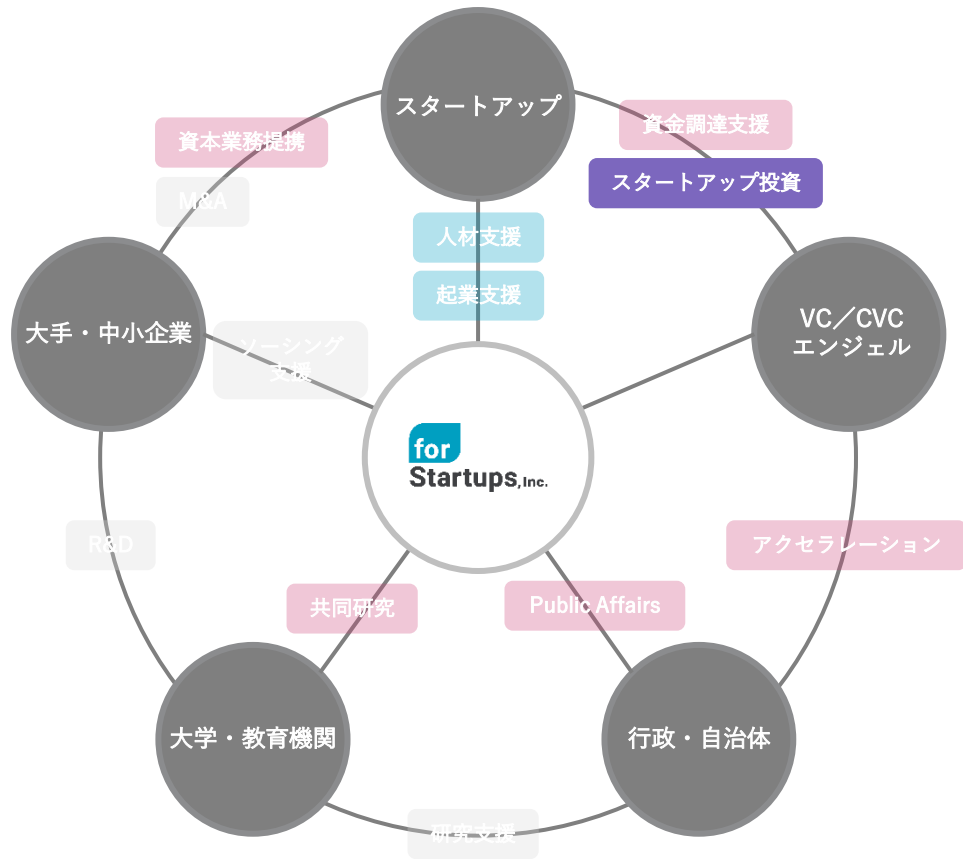 スタートアップ
資金調達支援
資本業務提携
スタートアップ投資
M&A
人材支援
起業支援
大手・中小企業
VC／CVC
エンジェル
ソーシング
支援
for
Startups,Inc.
R&D
アクセラレーション
共同研究
Public Affairs
大学・教育機関
行政・自治体
研究支援